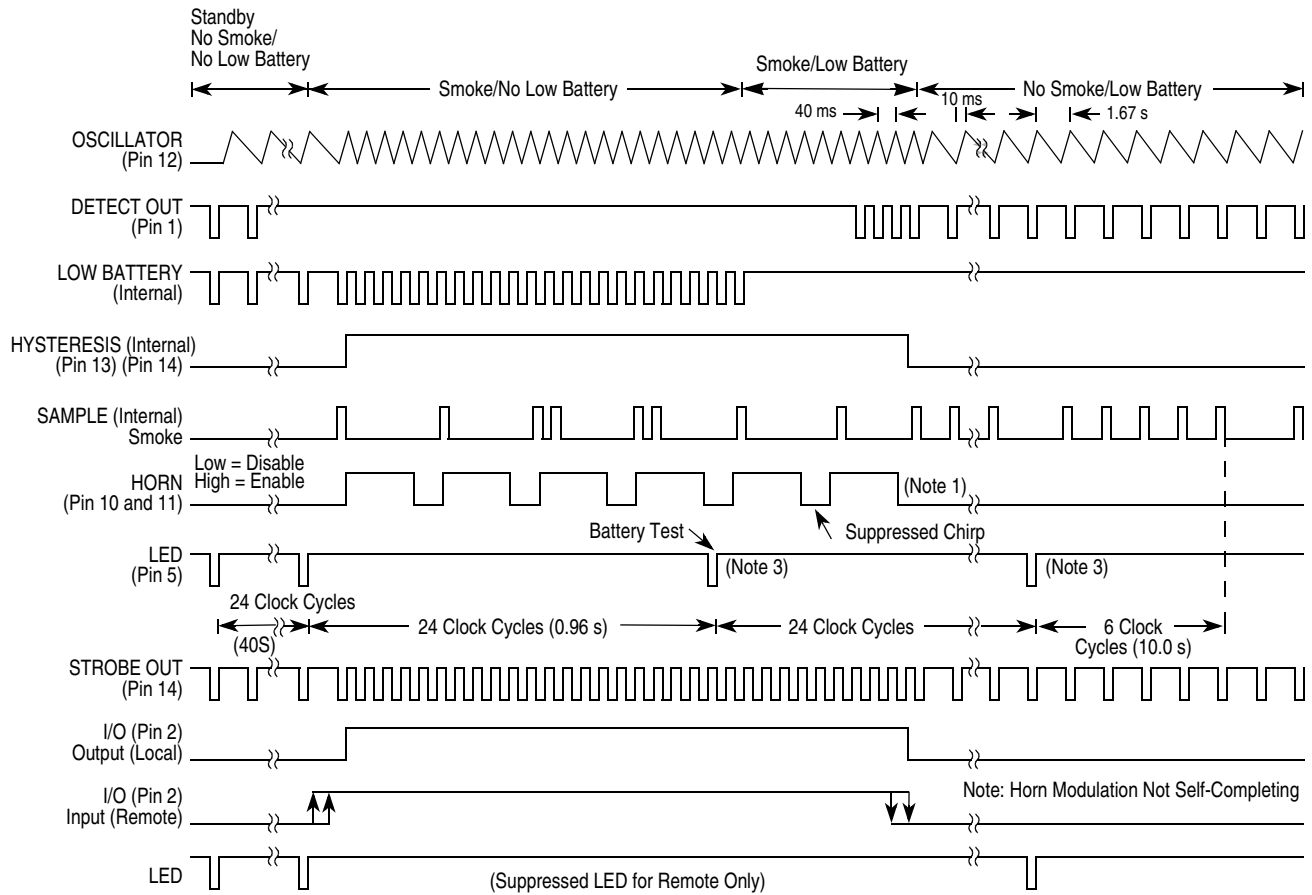 Standby
No Smoke/
No Low Battery
Smoke/No Low Battery
Smoke/Low Battery
No Smoke/Low Battery
40 ms
10 ms
1.67 s
OSCILLATOR
(Pin 12)
DETECT OUT
(Pin 1)
LOW BATTERY
(Internal)
HYSTERESIS (Internal)
(Pin 13) (Pin 14)
SAMPLE (Internal)
Smoke
Low = Disable
High = Enable
HORN
(Pin 10 and 11)
(Note 1)
Battery Test
Suppressed Chirp
LED
(Pin 5)
(Note 3)
(Note 3)
24 Clock Cycles
(40S)
24 Clock Cycles (0.96 s)
24 Clock Cycles
6 Clock
Cycles (10.0 s)
STROBE OUT
(Pin 14)
I/O (Pin 2)
Output (Local)
I/O (Pin 2)
Input (Remote)
Note: Horn Modulation Not Self-Completing
LED
(Suppressed LED for Remote Only)